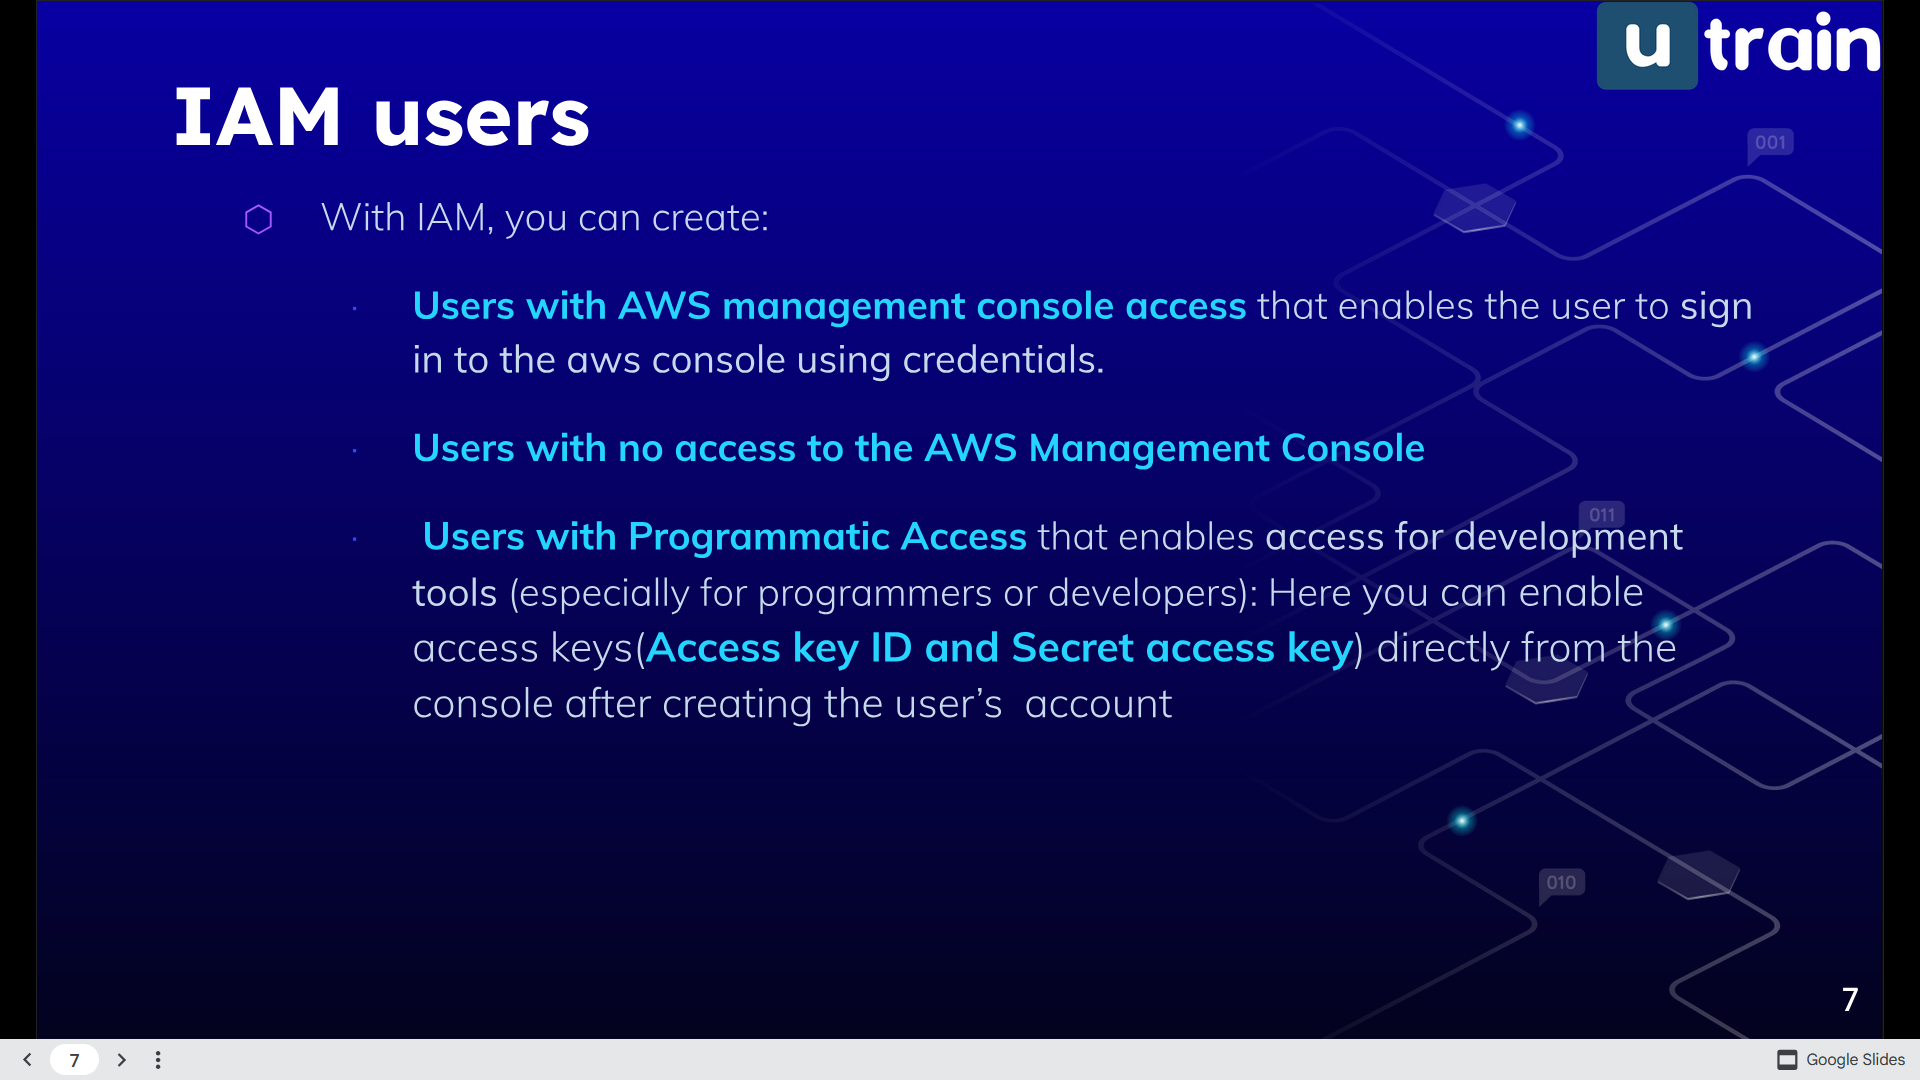 u train
IAM users
001
With IAM, you can create:
Users with AWS management console access that enables the user to sign
in to the aws console using credentials.
Users with no access to the AWS Management Console
011
Users with Programmatic Access that enables access for development
tools (especially for programmers or developers): Here you can enable
access keys(Access key ID and Secret access key) directly from the
console after creating the user’s  account
010
7
7
Google Slides